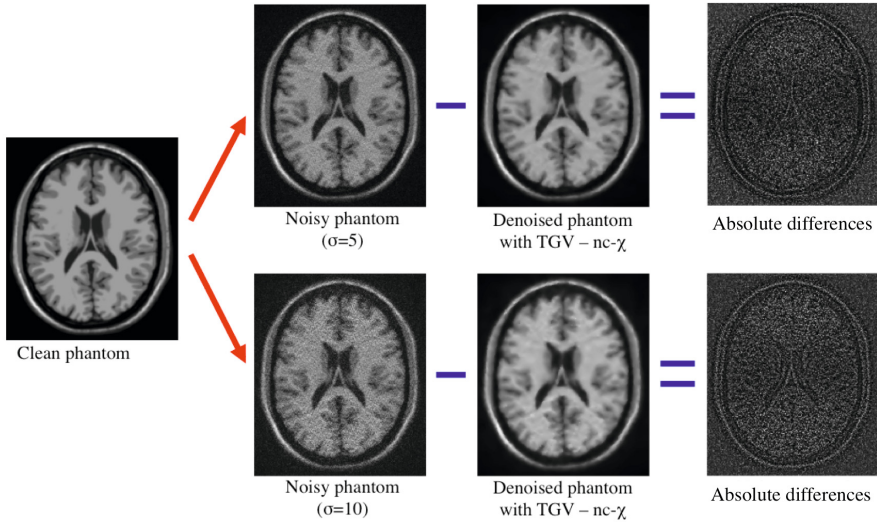 Noisy phantom
(σ=5)
Denoised phantom
with TGV – nc-χ
Absolute differences
Clean phantom
Noisy phantom
(σ=10)
Denoised phantom
with TGV – nc-χ
Absolute differences